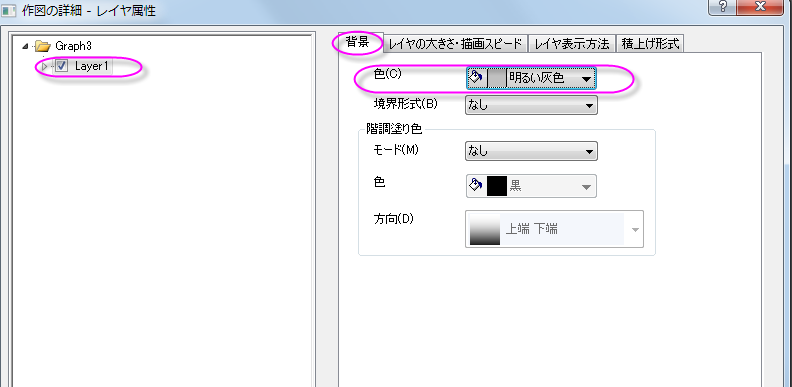 作図の詳細 - レイヤ属性
?
Graph3
Layer1
背景 レイヤの大きさ・描画スピード レイヤ表示方法 積上げ形式
色(C) 明るい灰色
境界形式(B) なし
階調塗り色
モード(M) なし
色 黒
方向(D) 上端 下端